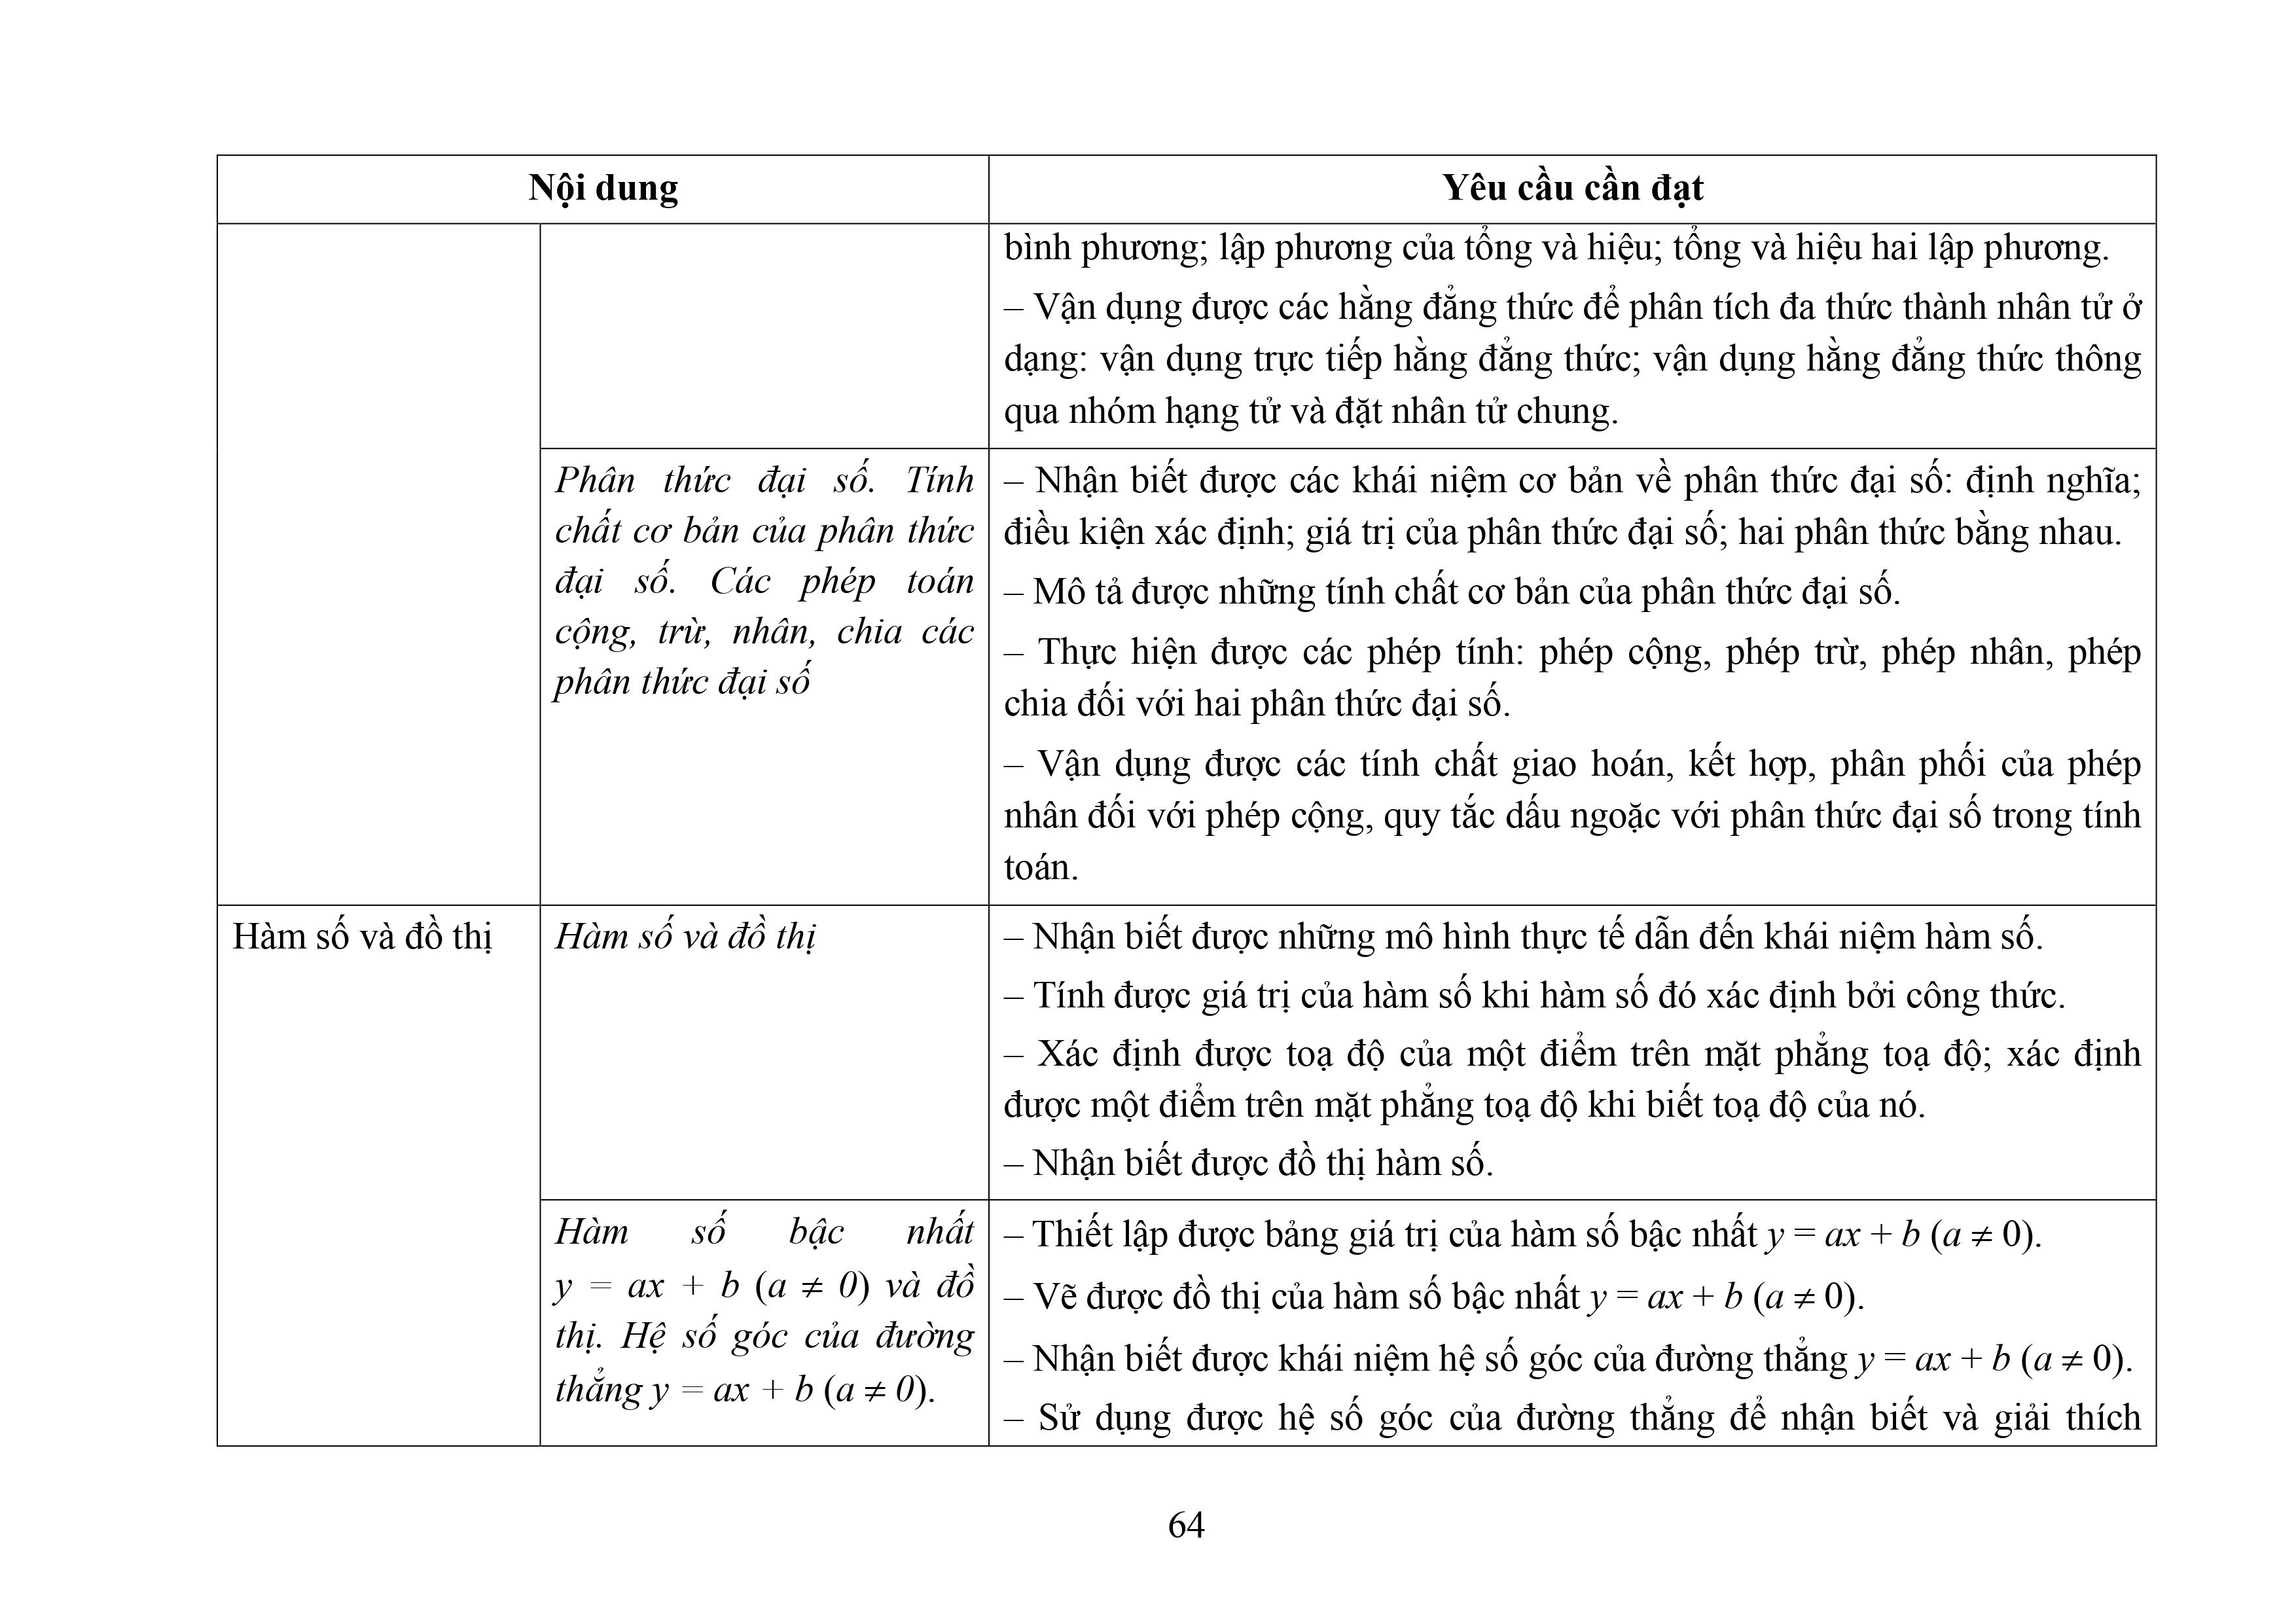 Nội dung
Yêu cầu cần đạt
bình phương; lập phương của tổng và hiệu; tổng và hiệu hai lập phương.
– Vận dụng được các hằng đẳng thức để phân tích đa thức thành nhân tử ở
dạng: vận dụng trực tiếp hằng đẳng thức; vận dụng hằng đẳng thức thông
qua nhóm hạng tử và đặt nhân tử chung.
Phân thức đại số. Tính
chất cơ bản của phân thức
đại số. Các phép toán
cộng, trừ, nhân, chia các
phân thức đại số
– Nhận biết được các khái niệm cơ bản về phân thức đại số: định nghĩa;
điều kiện xác định; giá trị của phân thức đại số; hai phân thức bằng nhau.
– Mô tả được những tính chất cơ bản của phân thức đại số.
– Thực hiện được các phép tính: phép cộng, phép trừ, phép nhân, phép
chia đối với hai phân thức đại số.
– Vận dụng được các tính chất giao hoán, kết hợp, phân phối của phép
nhân đối với phép cộng, quy tắc dấu ngoặc với phân thức đại số trong tính
toán.
Hàm số và đồ thị
Hàm số và đồ thị
– Nhận biết được những mô hình thực tế dẫn đến khái niệm hàm số.
– Tính được giá trị của hàm số khi hàm số đó xác định bởi công thức.
– Xác định được toạ độ của một điểm trên mặt phẳng toạ độ; xác định
được một điểm trên mặt phẳng toạ độ khi biết toạ độ của nó.
– Nhận biết được đồ thị hàm số.
Hàm số bậc nhất
y = ax + b (a ≠ 0) và đồ
thị. Hệ số góc của đường
thẳng y = ax + b (a ≠ 0).
– Thiết lập được bảng giá trị của hàm số bậc nhất y = ax + b (a ≠ 0).
– Vẽ được đồ thị của hàm số bậc nhất y = ax + b (a ≠ 0).
– Nhận biết được khái niệm hệ số góc của đường thẳng y = ax + b (a ≠ 0).
– Sử dụng được hệ số góc của đường thẳng để nhận biết và giải thích
64